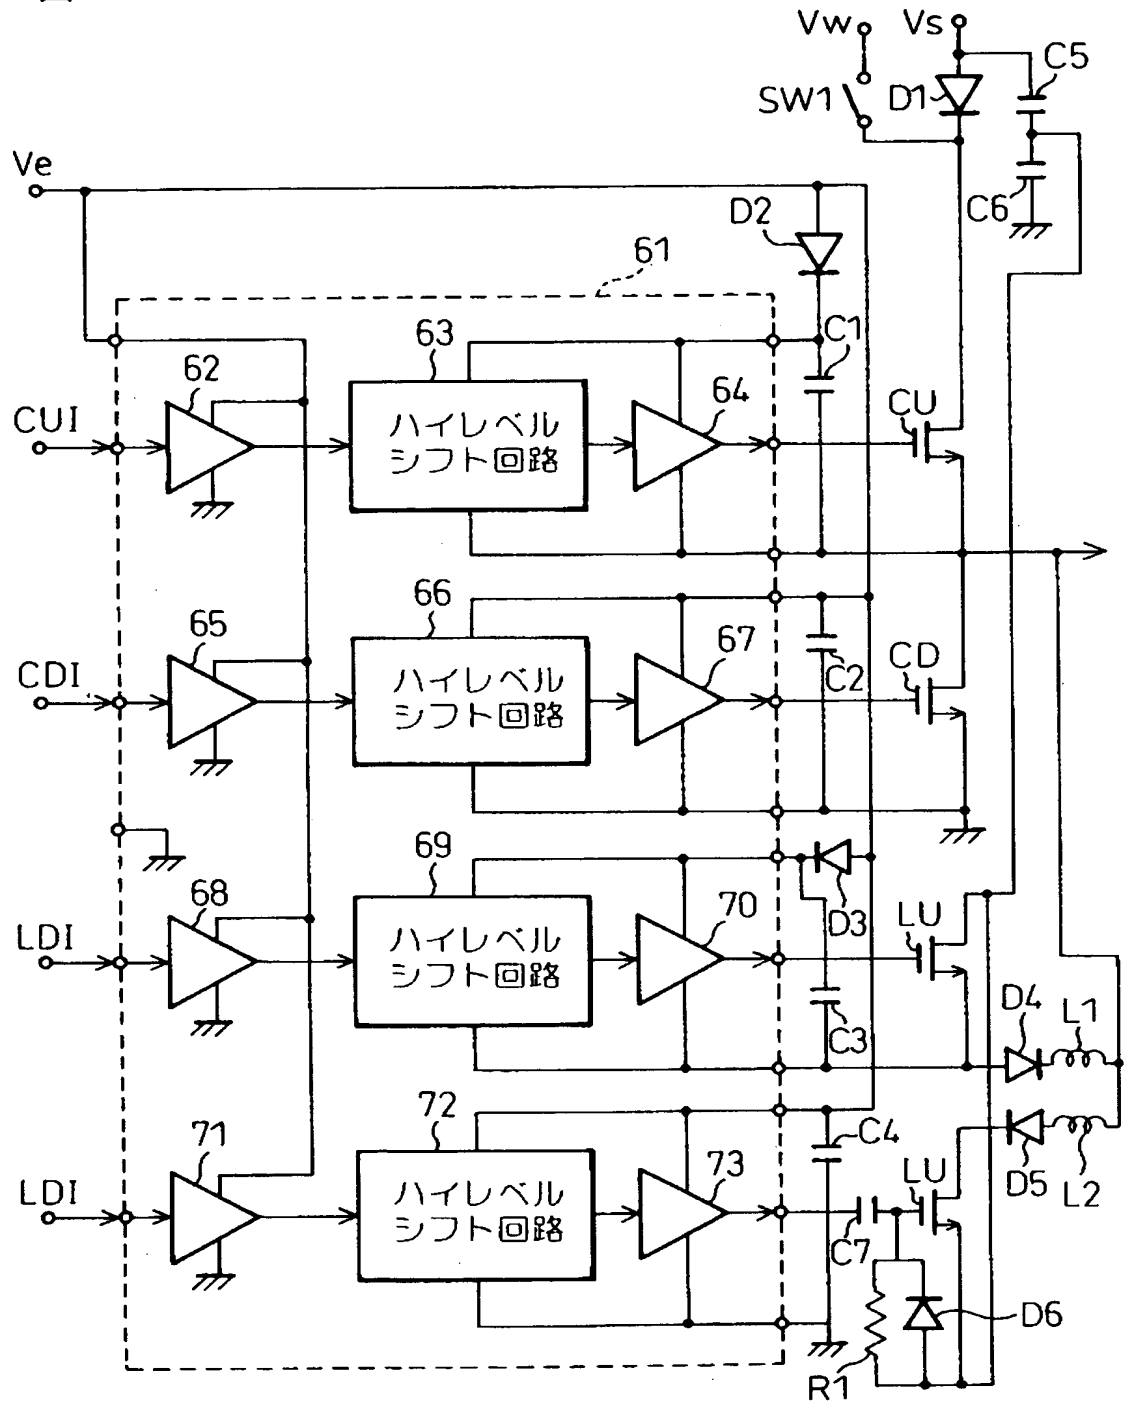 Vw
Vs
C5
SW1
D1
Ve
C6
D2
61
63
C1
62
64
CU
CUI
ハイレベル
シフト回路
66
65
67
CD
CDI
ハイレベル
シフト回路
C2
69
68
70
D3
LU
LDI
ハイレベル
シフト回路
C3
D4
L1
72
71
73
C4
LU
D5
L2
LDI
ハイレベル
シフト回路
C7
D6
R1